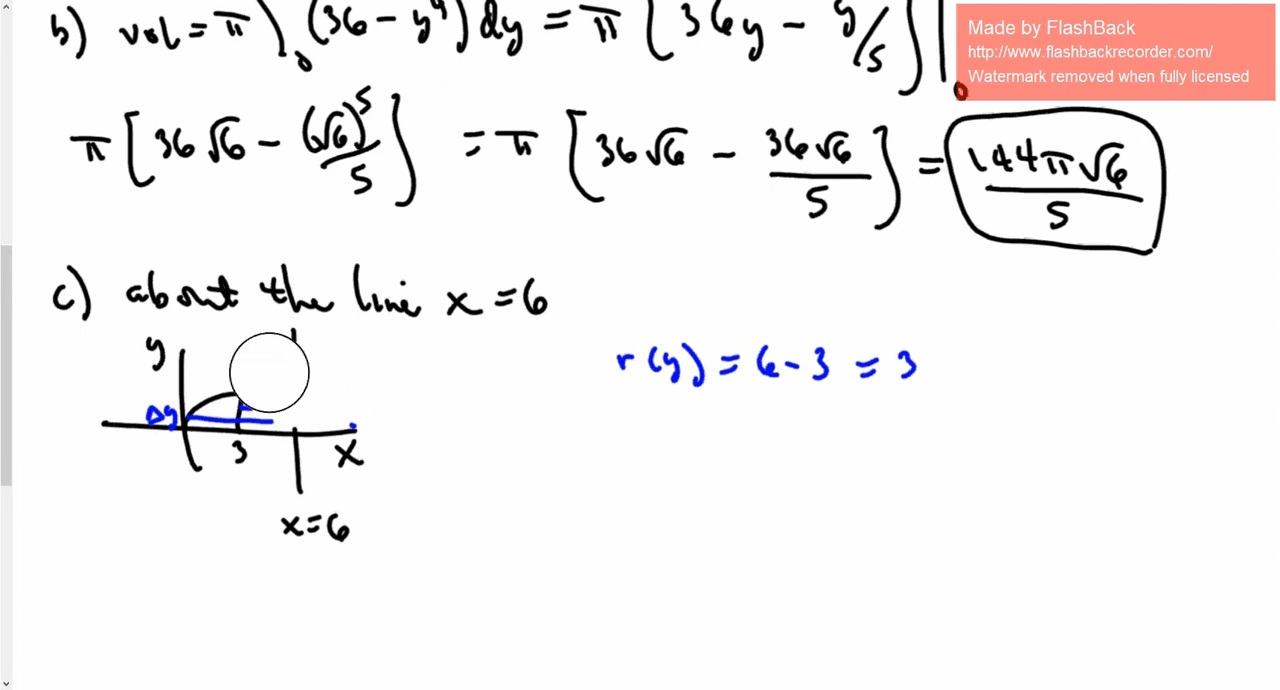 b) vol = π ∫₀ (36 - y⁴) dy = π [36y - y/5] |₀
Made by FlashBack
http://www.flashbackrecorder.com/
Watermark removed when fully licensed
π [36√6 - (√6)⁵/5] = π [36√6 - 36√6/5] = 144π√6/5
c) about the line x = 6
y
r(y) = 6 - 3 = 3
Δy
3
x
x = 6